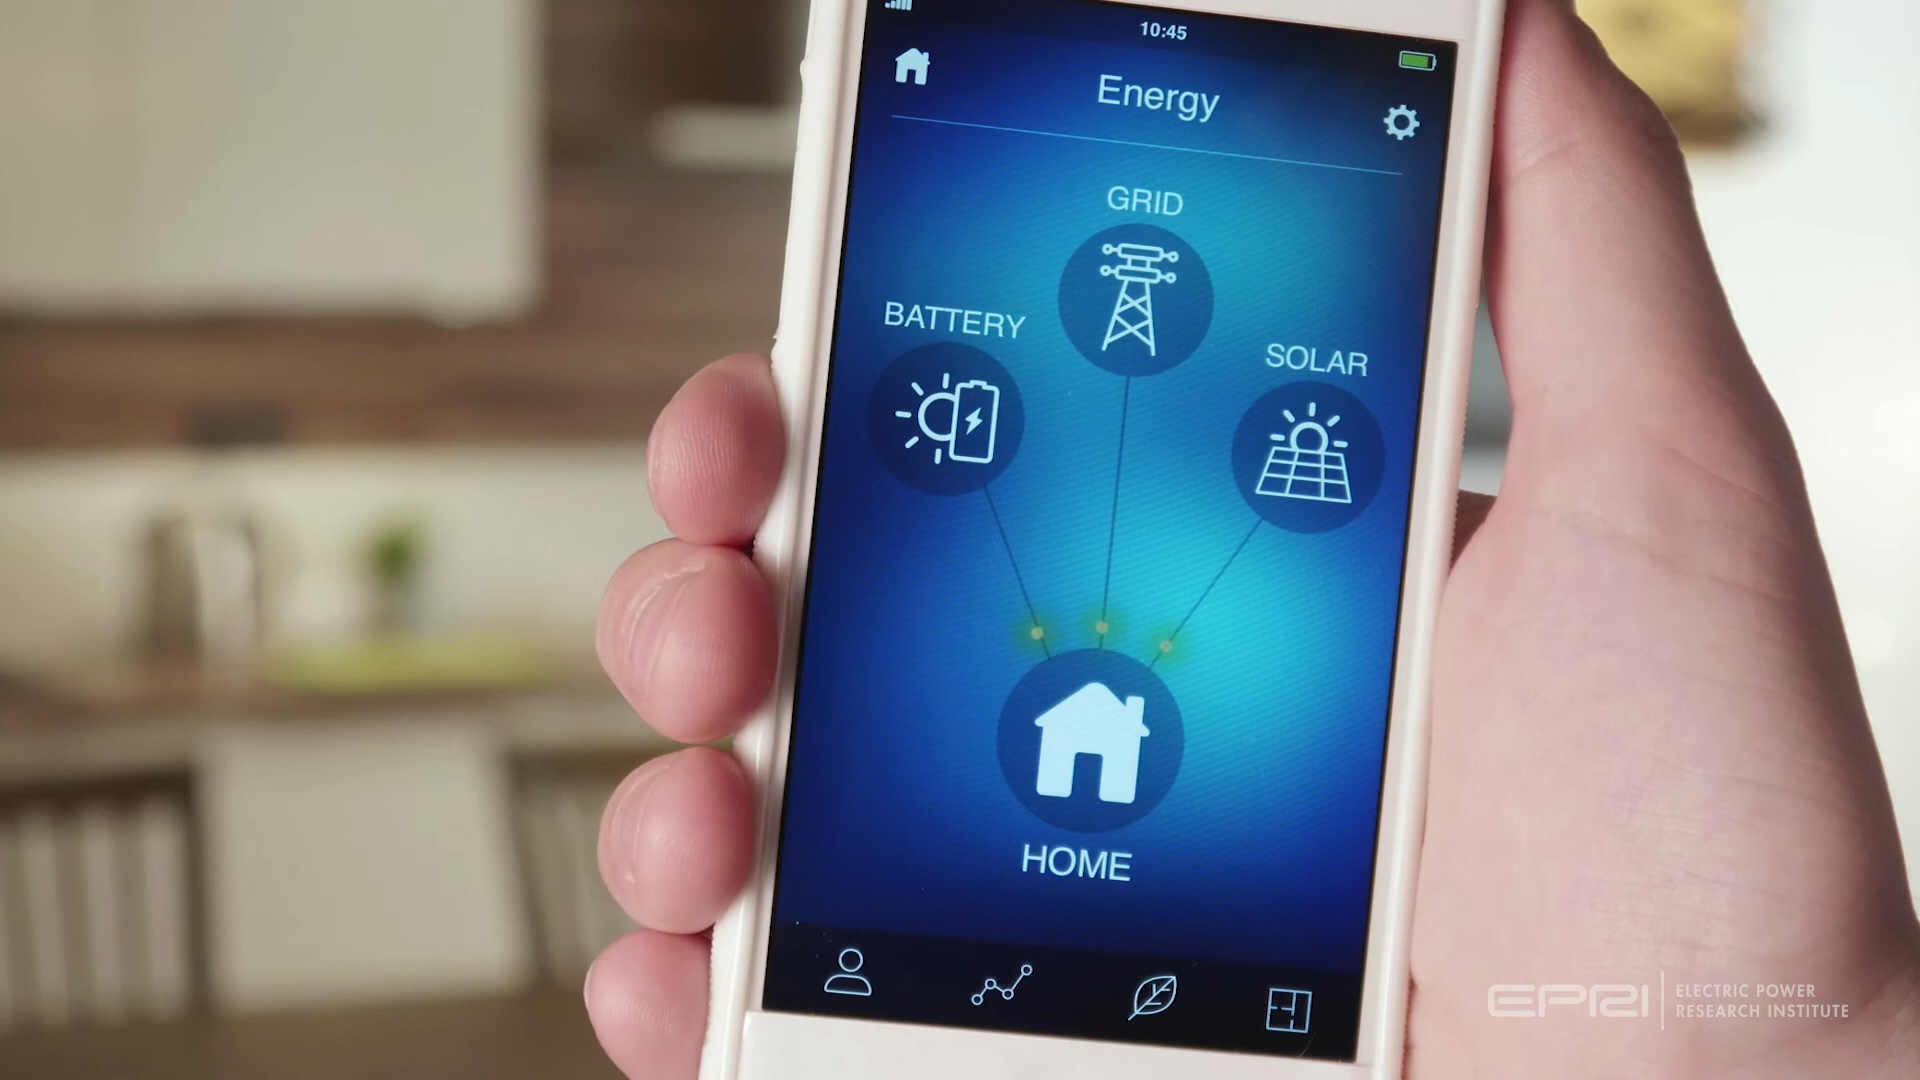 10:45
Energy
GRID
BATTERY
SOLAR
HOME
EPRI
ELECTRIC POWER
RESEARCH INSTITUTE